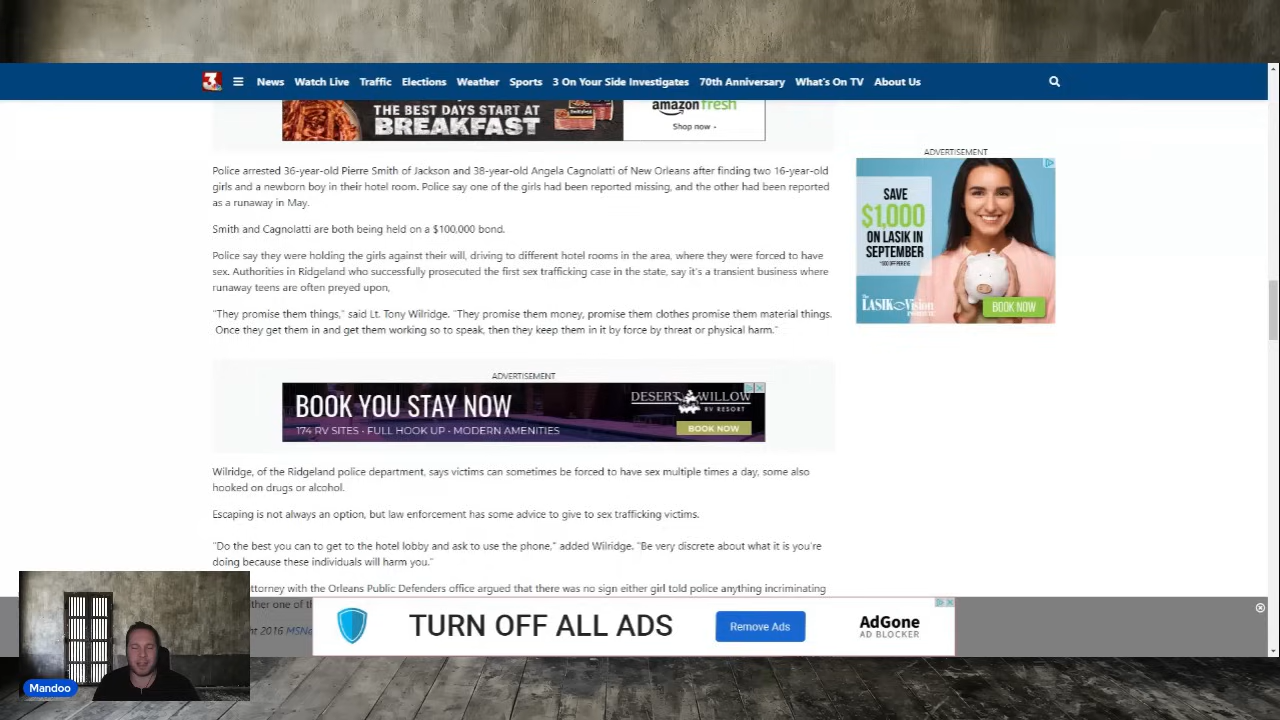 3
News
Watch Live
Traffic
Elections
Weather
Sports
3 On Your Side Investigates
70th Anniversary
What's On TV
About Us
THE BEST DAYS START AT
BREAKFAST
amazon fresh
Shop now
Police arrested 36-year-old Pierre Smith of Jackson and 38-year-old Angela Cagnolatti of New Orleans after finding two 16-year-old
girls and a newborn boy in their hotel room. Police say one of the girls had been reported missing, and the other had been reported
as a runaway in May.
Smith and Cagnolatti are both being held on a $100,000 bond.
Police say they were holding the girls against their will, driving to different hotel rooms in the area, where they were forced to have
sex. Authorities in Ridgeland who successfully prosecuted the first sex trafficking case in the state, say it's a transient business where
runaway teens are often preyed upon,
"They promise them things," said Lt. Tony Wilridge. "They promise them money, promise them clothes promise them material things.
Once they get them in and get them working so to speak, then they keep them in it by force by threat or physical harm."
ADVERTISEMENT
SAVE
$1,000
ON LASIK IN
SEPTEMBER
The
LASIK Vision
INSTITUTE
BOOK NOW
ADVERTISEMENT
BOOK YOU STAY NOW
174 RV SITES • FULL HOOK UP • MODERN AMENITIES
DESERT WILLOW
RV RESORT
BOOK NOW
Wilridge, of the Ridgeland police department, says victims can sometimes be forced to have sex multiple times a day, some also
hooked on drugs or alcohol.
Escaping is not always an option, but law enforcement has some advice to give to sex trafficking victims.
"Do the best you can to get to the hotel lobby and ask to use the phone," added Wilridge. "Be very discrete about what it is you're
doing because these individuals will harm you."
ttorney with the Orleans Public Defenders office argued that there was no sign either girl told police anything incriminating
ther one of th
t 2016 MSN
TURN OFF ALL ADS
Remove Ads
AdGone
AD BLOCKER
Mandoo